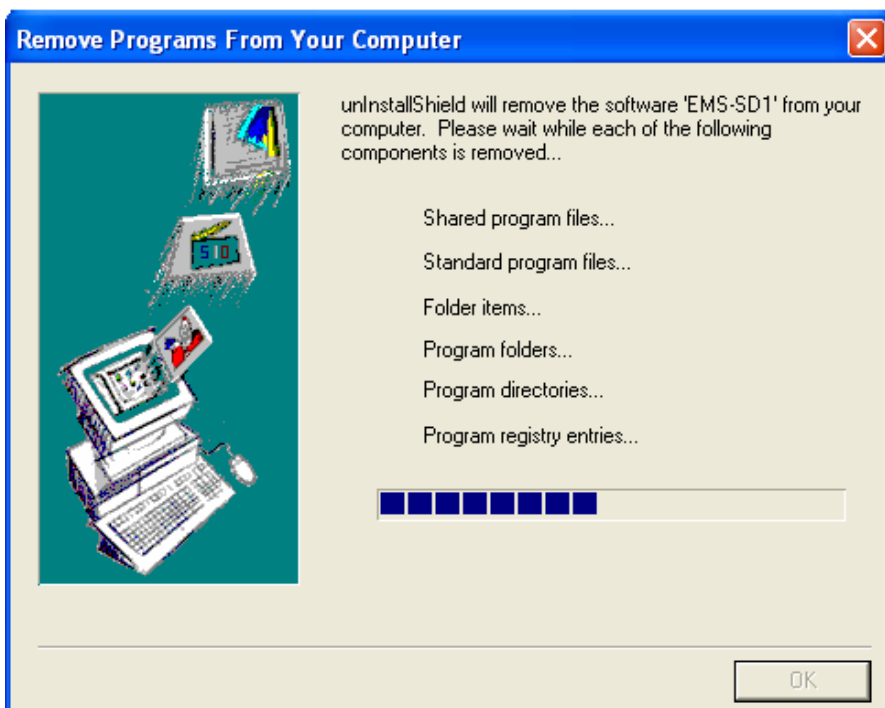 Remove Programs From Your Computer
unInstallShield will remove the software 'EMS-SD1' from your
computer. Please wait while each of the following
components is removed...
Shared program files...
Standard program files...
Folder items...
Program folders...
Program directories...
Program registry entries...
510
OK